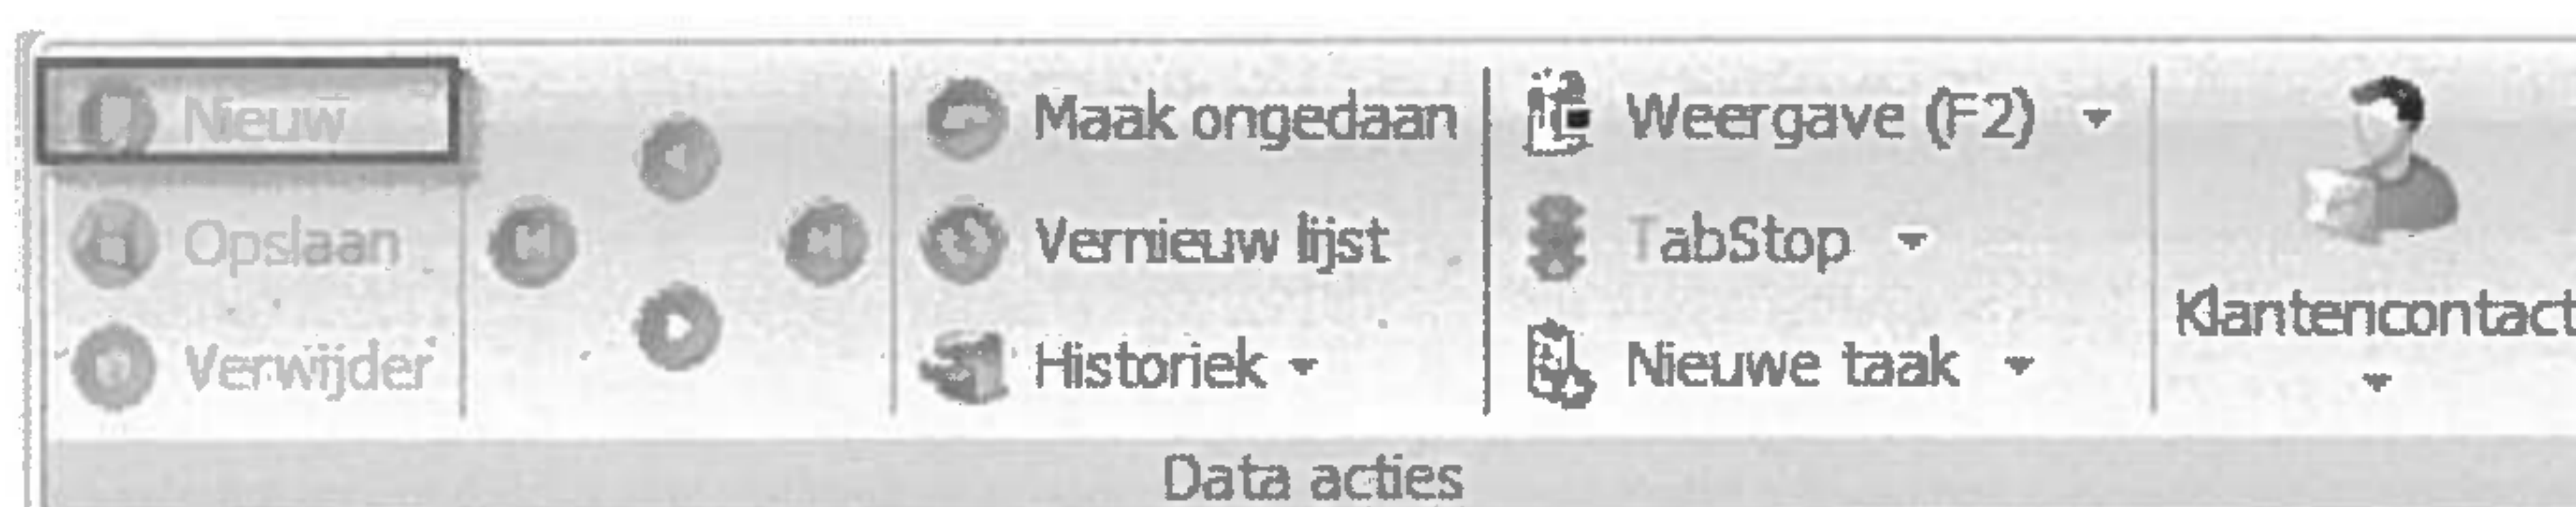 Nieuw
Opslaan
Verwijder
Maak ongedaan
Vernieuw lijst
Historiek
Weergave (F2)
TabStop
Nieuwe taak
Klantencontact
Data acties